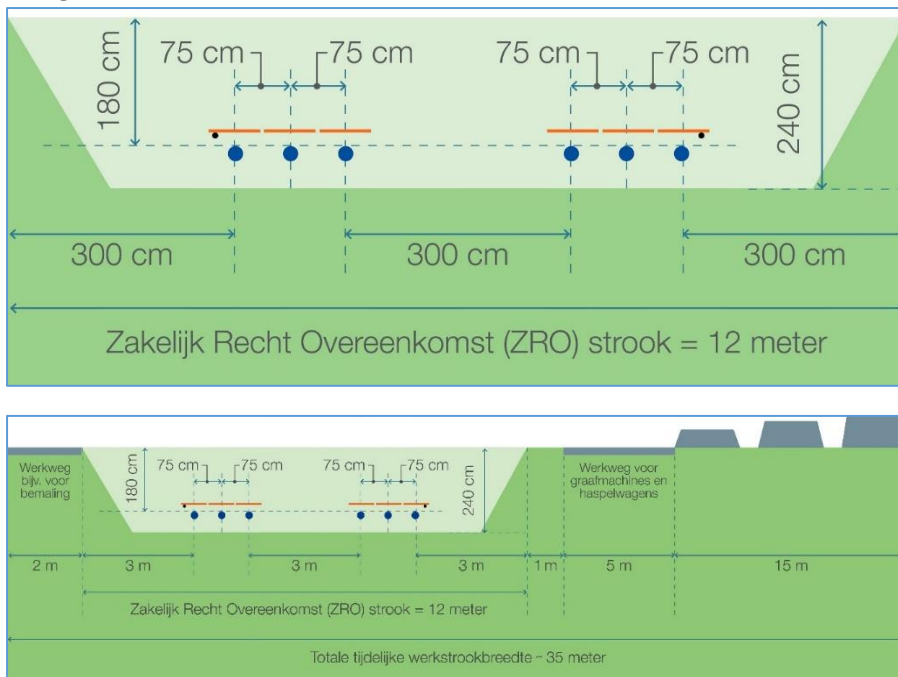 180 cm
75 cm
75 cm
75 cm
75 cm
240 cm
300 cm
300 cm
300 cm
Zakelijk Recht Overeenkomst (ZRO) strook = 12 meter
Werkweg
bijv. voor
bemaling
180 cm
75 cm
75 cm
75 cm
75 cm
240 cm
Werkweg voor
graafmachines en
haspelwagens
2 m
3 m
3 m
3 m
1 m
5 m
15 m
Zakelijk Recht Overeenkomst (ZRO) strook = 12 meter
Totale tijdelijke werkstrookbreedte - 35 meter